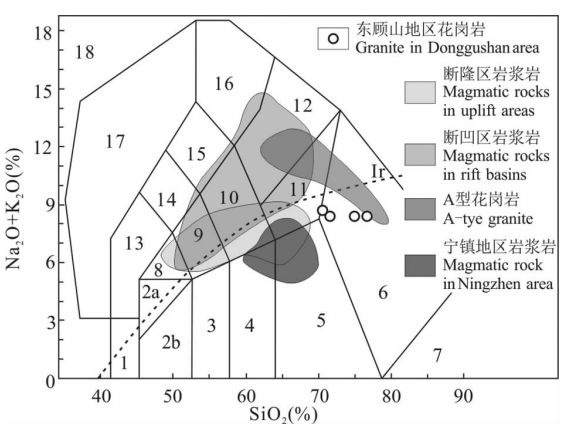 18
15
12
9
6
3
0
Na₂O+K₂O(%)
40
50
60
70
80
90
SiO₂(%)
18
17
16
15
14
13
12
11
10
9
8
2a
2b
1
3
4
5
6
7
Ir
东顾山地区花岗岩
Granite in Donggushan area
断隆区岩浆岩
Magmatic rocks
in uplift areas
断凹区岩浆岩
Magmatic rocks
in rift basins
A型花岗岩
A-tye granite
宁镇地区岩浆岩
Magmatic rock
in Ningzhen area